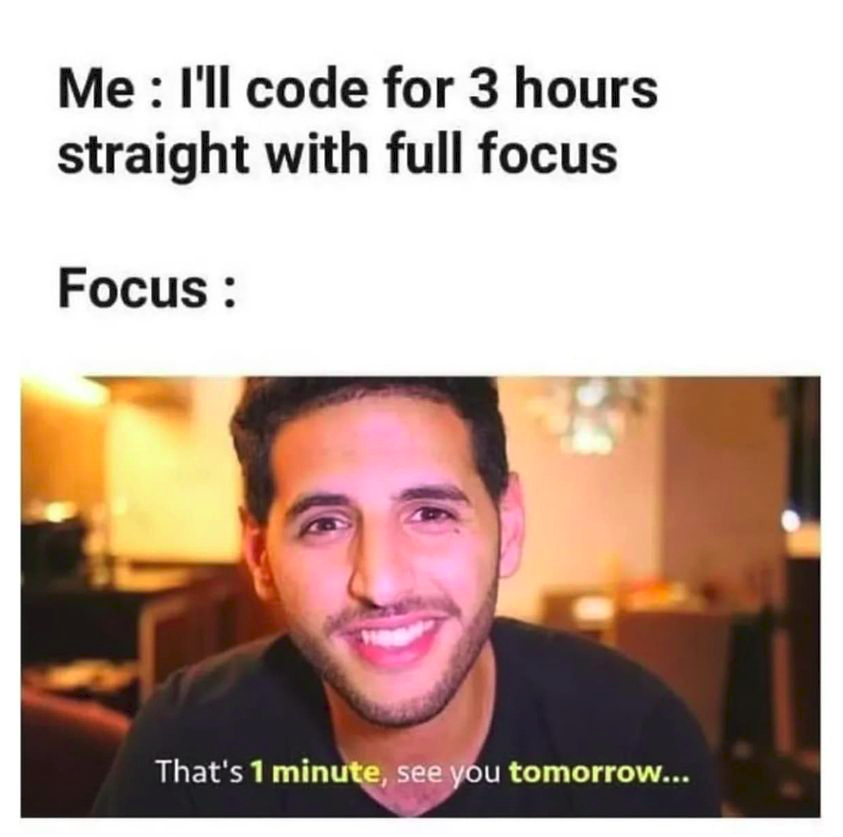 Me : I'll code for 3 hours
straight with full focus
Focus :
That's 1 minute, see you tomorrow...